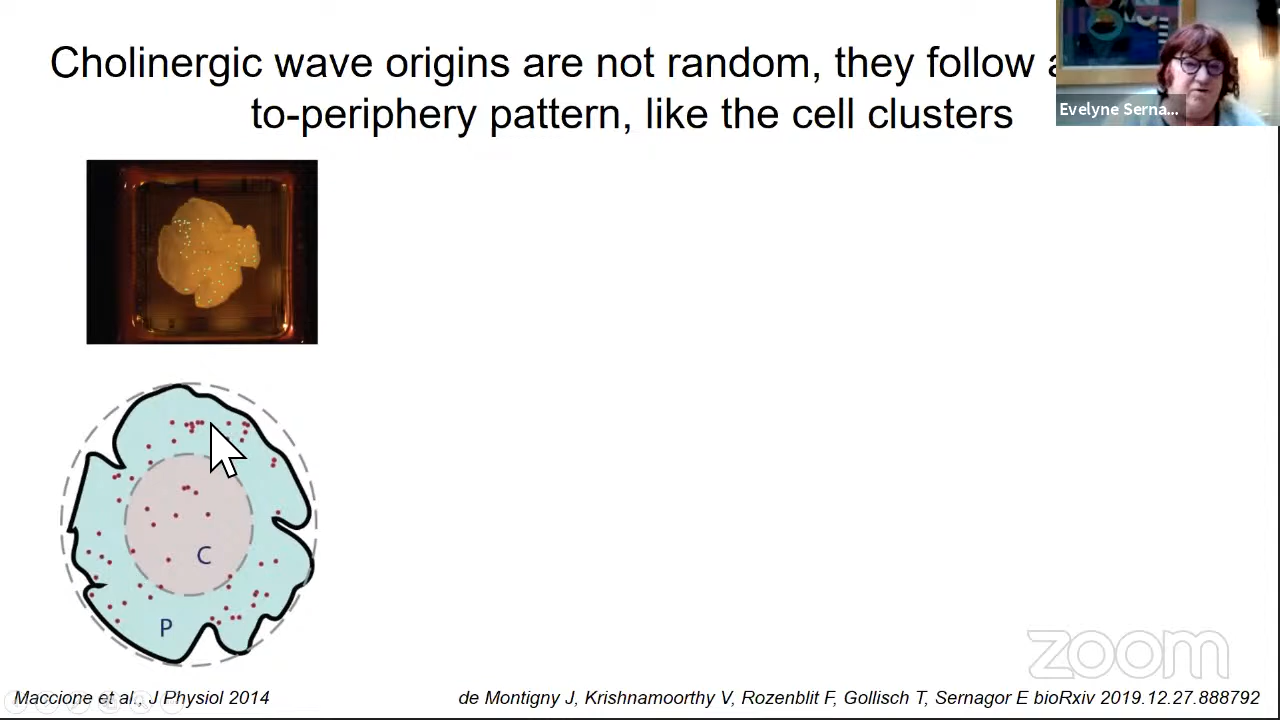 Cholinergic wave origins are not random, they follow a
to-periphery pattern, like the cell clusters
Evelyne Serna...
C
P
zoom
Maccione et al., J Physiol 2014
de Montigny J, Krishnamoorthy V, Rozenblit F, Gollisch T, Sernagor E bioRxiv 2019.12.27.888792